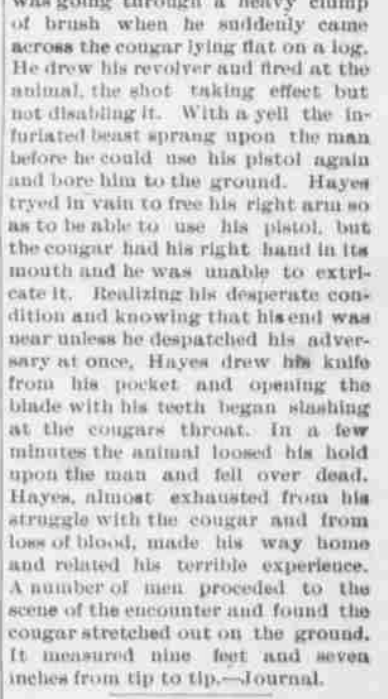 was going through a heavy clump
of brush when he suddenly came
across the cougar lying flat on a log.
He drew his revolver and fired at the
animal, the shot taking effect but
not disabling it. With a yell the in-
furiated beast sprang upon the man
before he could use his pistol again
and bore him to the ground. Hayes
tryed in vain to free his right arm so
as to be able to use his pistol, but
the cougar had his right hand in its
mouth and he was unable to extri-
cate it. Realizing his desperate con-
dition and knowing that his end was
near unless he despatched his adver-
sary at once, Hayes drew his knife
from his pocket and opening the
blade with his teeth began slashing
at the cougars throat. In a few
minutes the animal loosed his hold
upon the man and fell over dead.
Hayes, almost exhausted from his
struggle with the cougar and from
loss of blood, made his way home
and related his terrible experience.
A number of men proceded to the
scene of the encounter and found the
cougar stretched out on the ground.
It measured nine feet and seven
inches from tip to tip.—Journal.